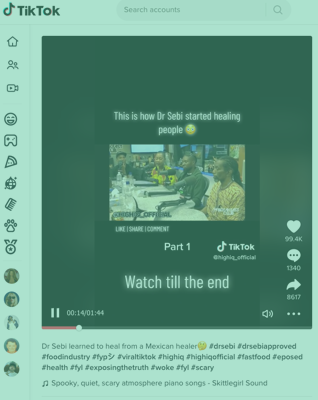 TikTok
Search accounts
This is how Dr Sebi started healing
people 🤢
@HIGHIQ_OFFICIAL
LIKE | SHARE | COMMENT
Part 1
TikTok
@highiq_official
Watch till the end
99.4K
1340
8617
00:14/01:44
Dr Sebi learned to heal from a Mexican healer🤢 #drsebi #drsebiapproved
#foodindustry #fypシ #viraltiktok #highiq #highiqofficial #fastfood #eposed
#health #fyl #exposingthetruth #woke #fyl #scary
♫ Spooky, quiet, scary atmosphere piano songs - Skittlegirl Sound